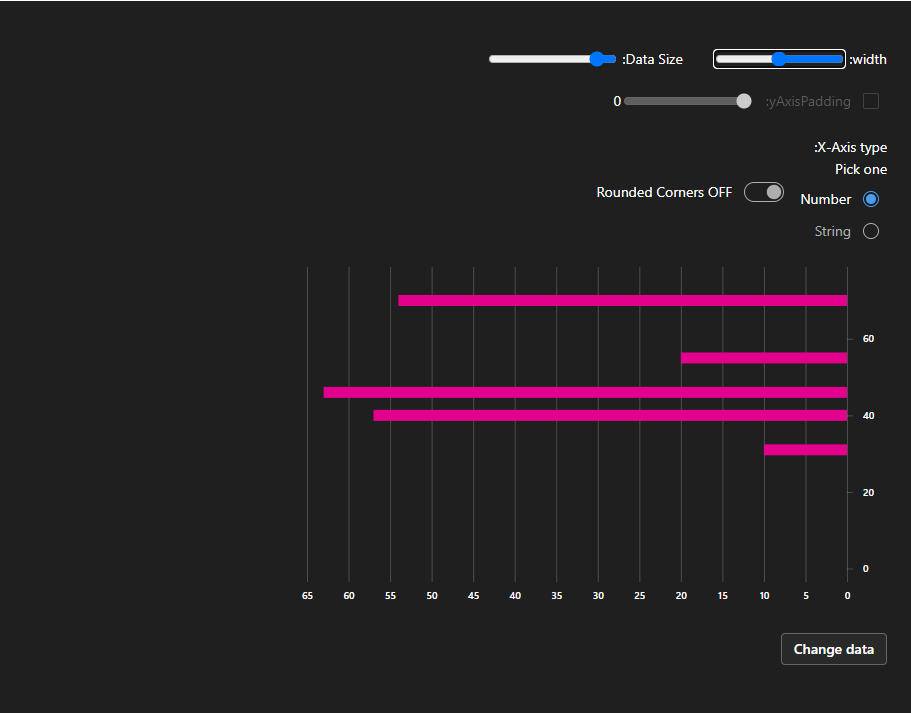 :width
:Data Size
:yAxisPadding
0
:X-Axis type
Pick one
Number
Rounded Corners OFF
String
60
40
20
0
65 60 55 50 45 40 35 30 25 20 15 10 5 0
Change data